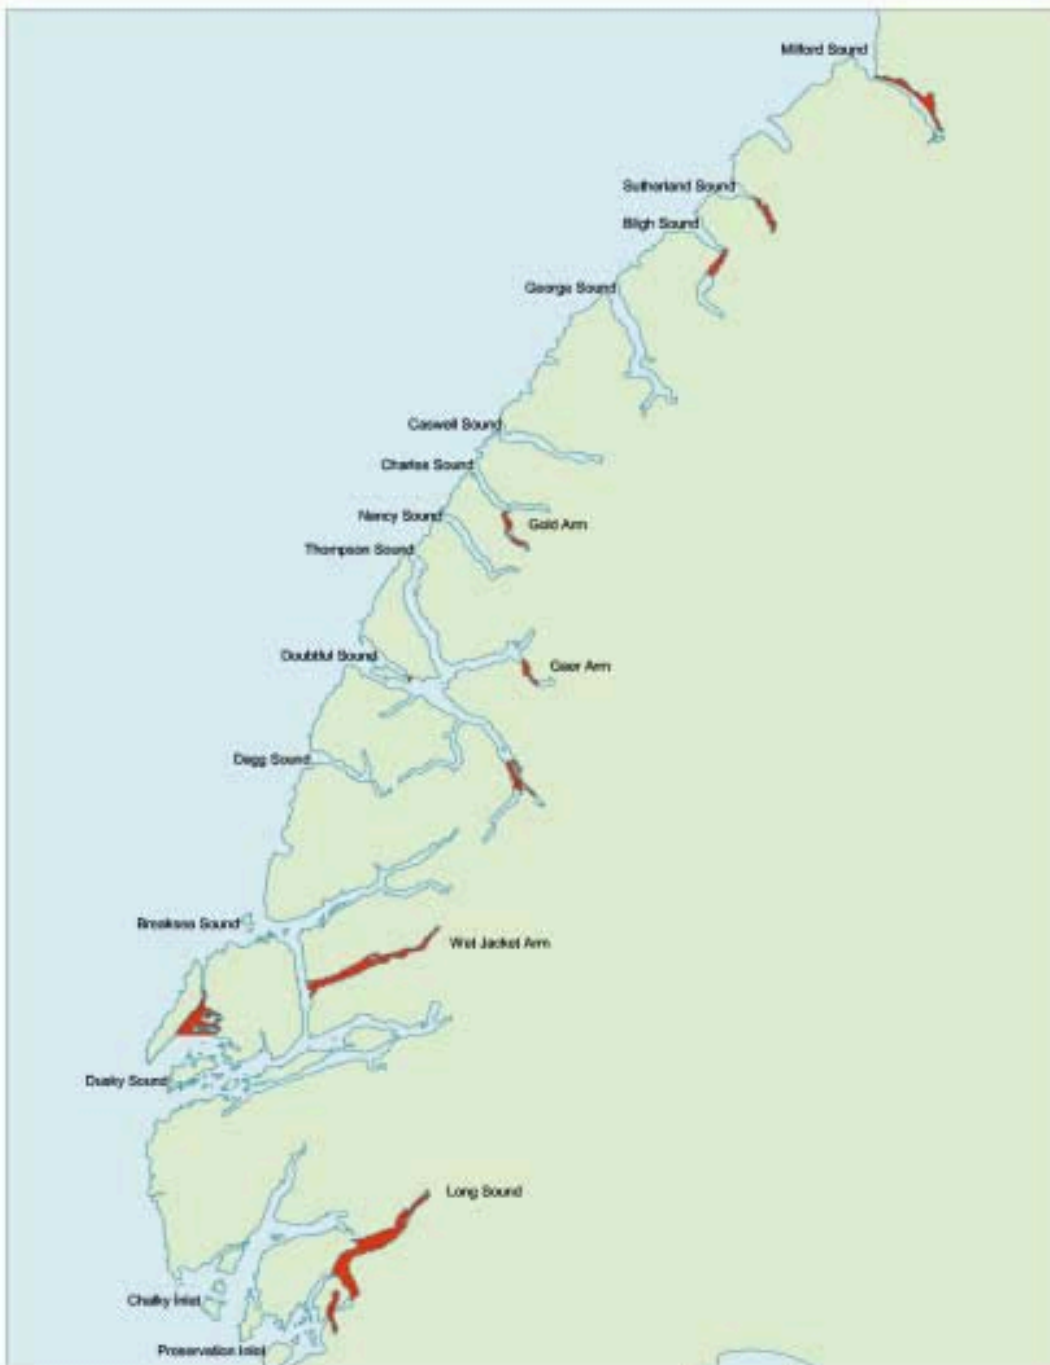 Milford Sound
Sutherland Sound
Bligh Sound
George Sound
Caswell Sound
Charles Sound
Nancy Sound
Gold Arm
Thompson Sound
Doubtful Sound
Gaer Arm
Dagg Sound
Breaksea Sound
Wet Jacket Arm
Dusky Sound
Long Sound
Chalky Inlet
Preservation Inlet